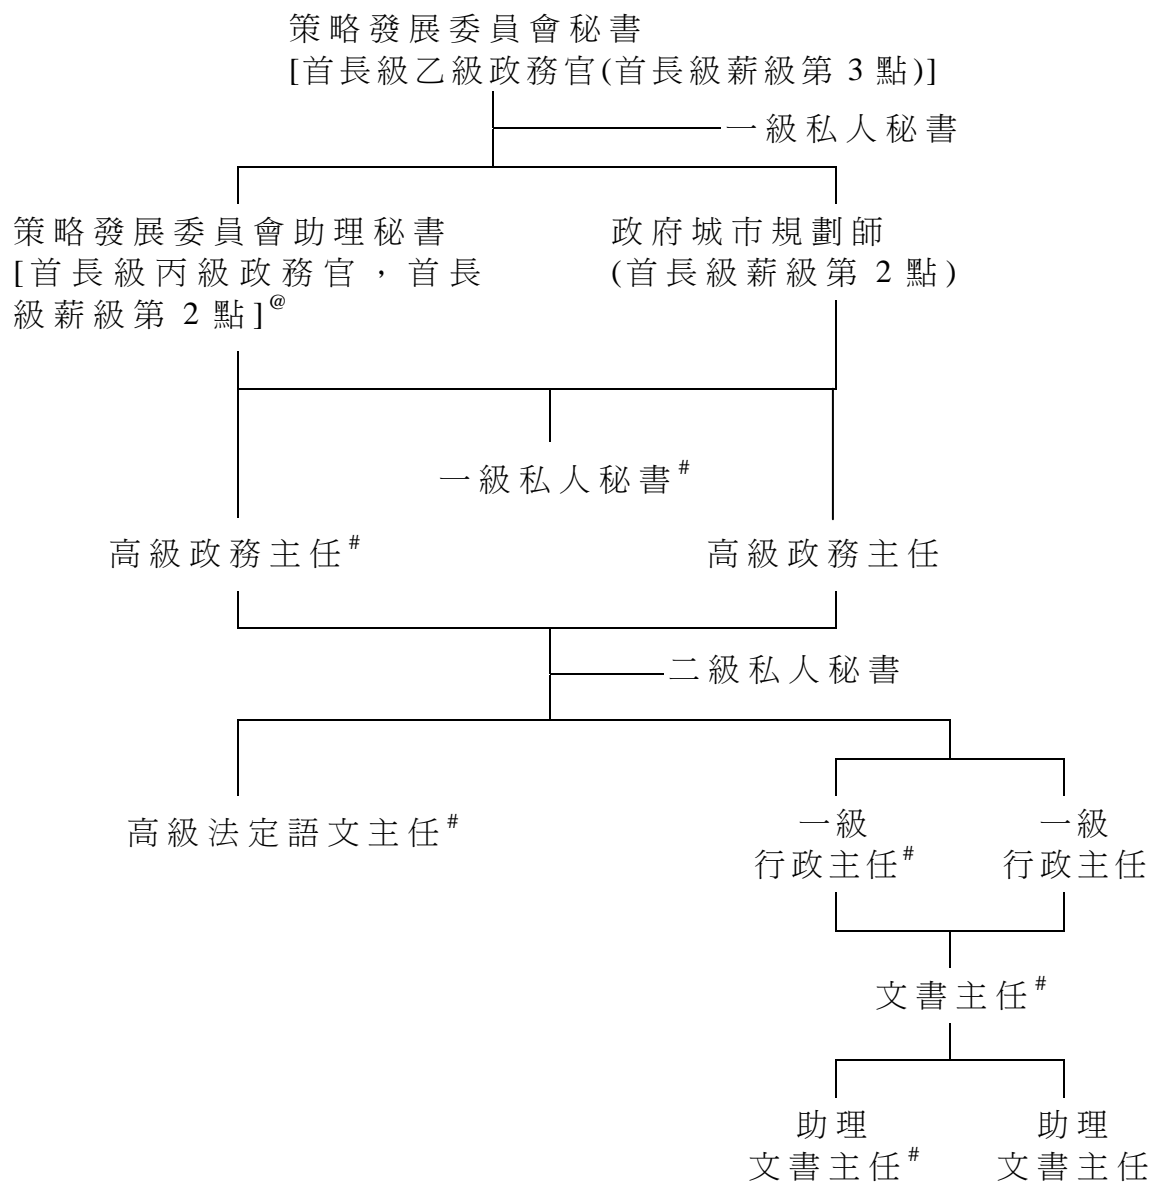 策略發展委員會秘書
[首長級乙級政務官(首長級薪級第 3 點)]
一級私人秘書
策略發展委員會助理秘書
[首長級丙級政務官，首長
級薪級第 2 點]@
政府城市規劃師
(首長級薪級第 2 點)
一級私人秘書#
高級政務主任#
高級政務主任
二級私人秘書
高級法定語文主任#
一級
行政主任#
一級
行政主任
文書主任#
助理
文書主任#
助理
文書主任